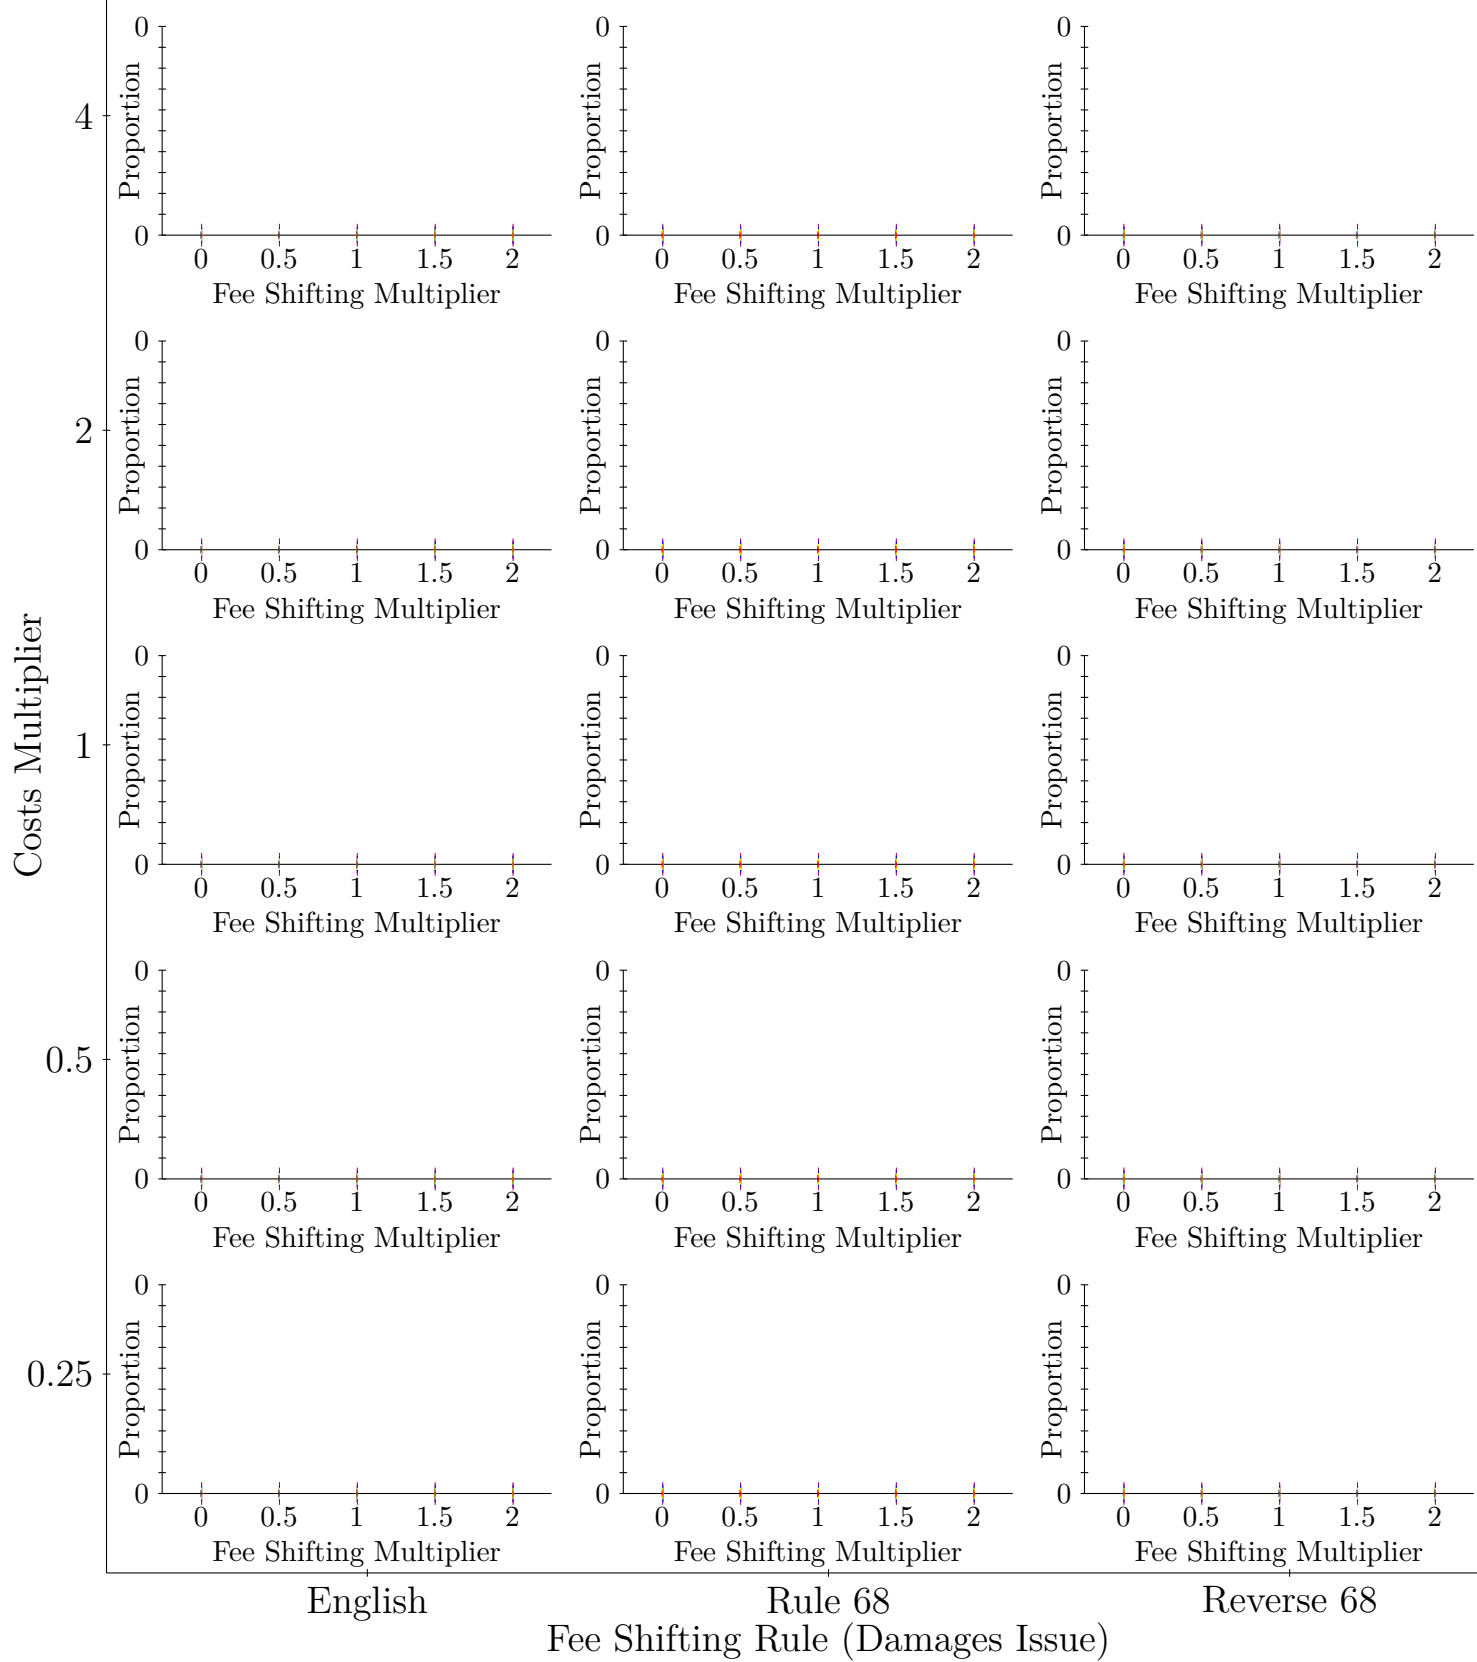 0 0 0
Proportion Proportion Proportion
4
0 0 0
0 0.5 1 1.5 2 0 0.5 1 1.5 2 0 0.5 1 1.5 2
Fee Shifting Multiplier Fee Shifting Multiplier Fee Shifting Multiplier
0 0 0
Proportion Proportion Proportion
2
0 0 0
0 0.5 1 1.5 2 0 0.5 1 1.5 2 0 0.5 1 1.5 2
Fee Shifting Multiplier Fee Shifting Multiplier Fee Shifting Multiplier
Costs Multiplier
0 0 0
Proportion Proportion Proportion
1
0 0 0
0 0.5 1 1.5 2 0 0.5 1 1.5 2 0 0.5 1 1.5 2
Fee Shifting Multiplier Fee Shifting Multiplier Fee Shifting Multiplier
0 0 0
Proportion Proportion Proportion
0.5
0 0 0
0 0.5 1 1.5 2 0 0.5 1 1.5 2 0 0.5 1 1.5 2
Fee Shifting Multiplier Fee Shifting Multiplier Fee Shifting Multiplier
0 0 0
Proportion Proportion Proportion
0.25
0 0 0
0 0.5 1 1.5 2 0 0.5 1 1.5 2 0 0.5 1 1.5 2
Fee Shifting Multiplier Fee Shifting Multiplier Fee Shifting Multiplier
English Rule 68 Reverse 68
Fee Shifting Rule (Damages Issue)